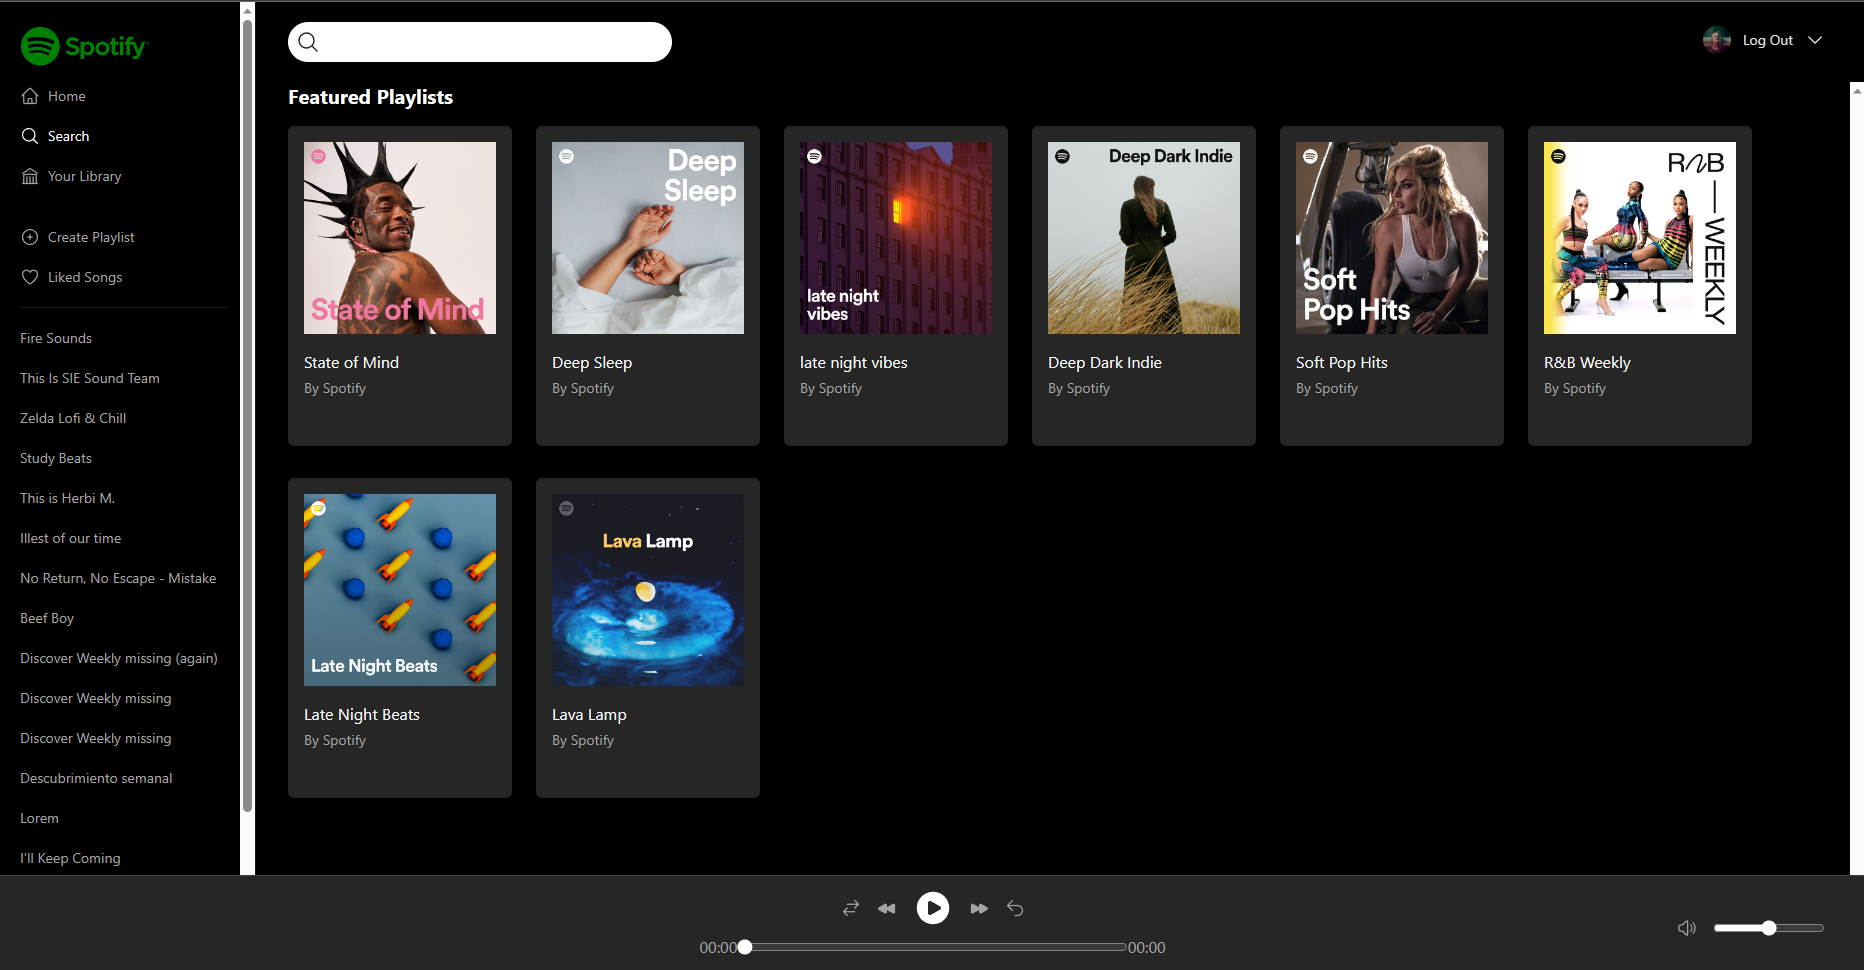 Spotify
Home
Search
Your Library
Create Playlist
Liked Songs
Fire Sounds
This Is SIE Sound Team
Zelda Lofi & Chill
Study Beats
This is Herbi M.
Illest of our time
No Return, No Escape - Mistake
Beef Boy
Discover Weekly missing (again)
Discover Weekly missing
Discover Weekly missing
Descubrimiento semanal
Lorem
I'll Keep Coming
Log Out
Featured Playlists
State of Mind
State of Mind
By Spotify
Deep
Sleep
Deep Sleep
By Spotify
late night
vibes
late night vibes
By Spotify
Deep Dark Indie
Deep Dark Indie
By Spotify
Soft
Pop Hits
Soft Pop Hits
By Spotify
RnB
WEEKLY
R&B Weekly
By Spotify
Late Night Beats
Late Night Beats
By Spotify
Lava Lamp
Lava Lamp
By Spotify
00:00
00:00